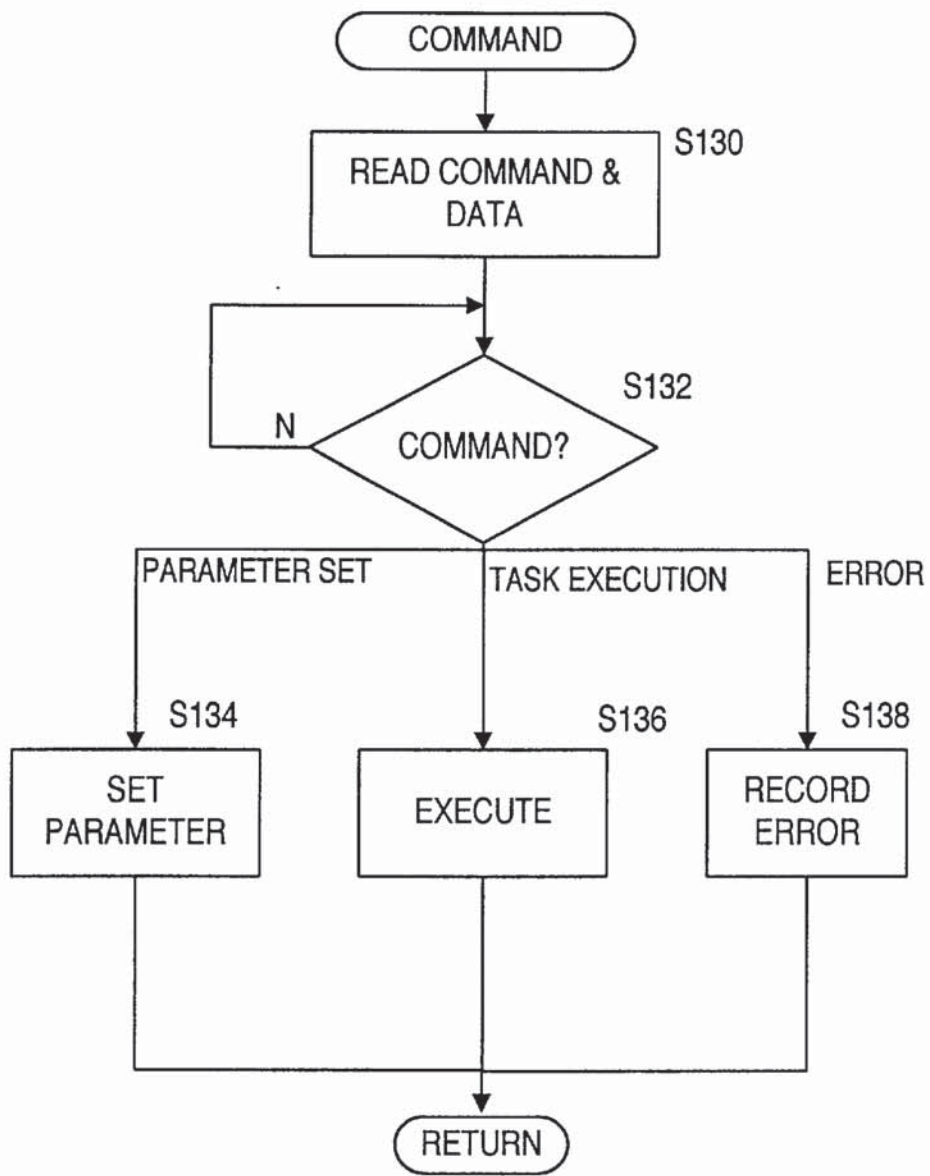 COMMAND
S130
READ COMMAND &
DATA
S132
N
COMMAND?
PARAMETER SET
TASK EXECUTION
ERROR
S134
S136
S138
SET
PARAMETER
EXECUTE
RECORD
ERROR
RETURN